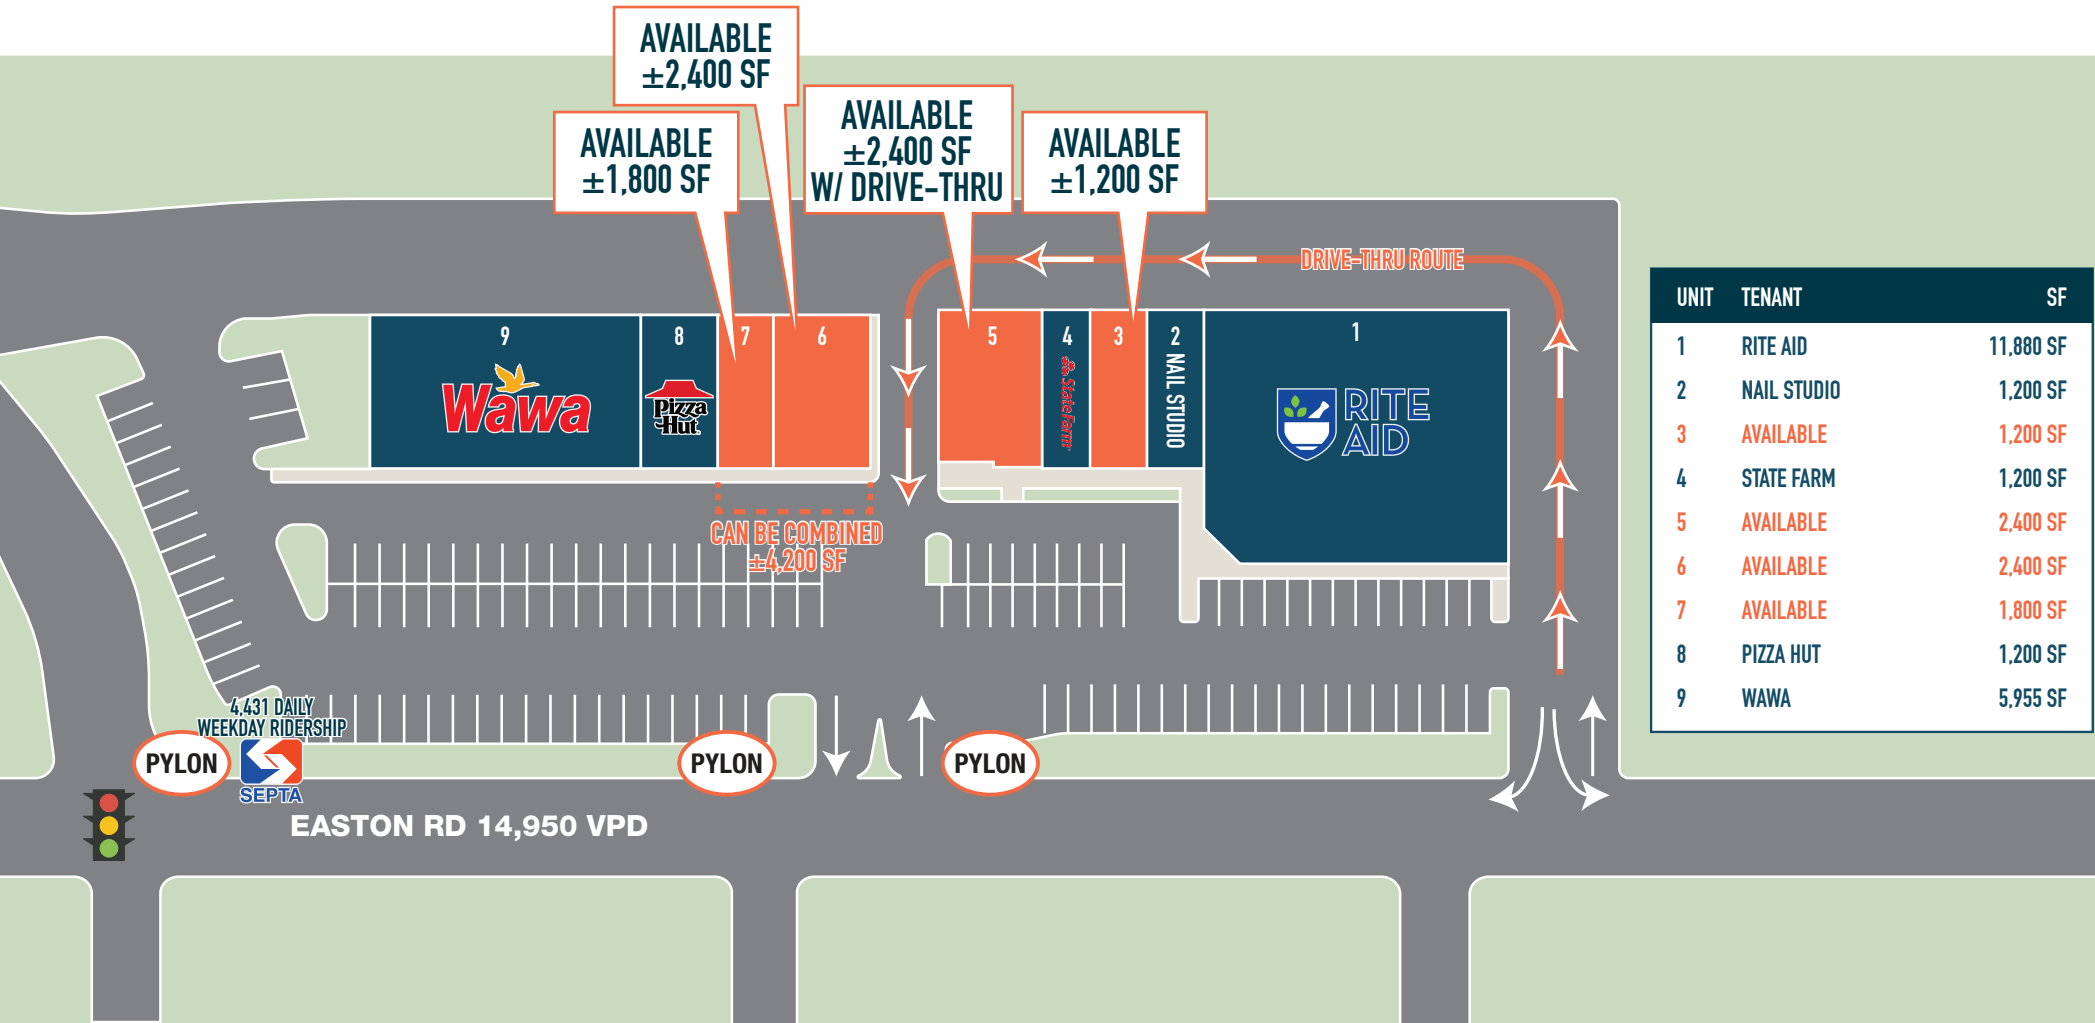 AVAILABLE
±2,400 SF
AVAILABLE
±1,800 SF
AVAILABLE
±2,400 SF
W/ DRIVE-THRU
AVAILABLE
±1,200 SF
DRIVE-THRU ROUTE
9
Wawa
8
Pizza
Hut
7
6
5
4
State Farm
3
2
NAIL STUDIO
1
RITE
AID
CAN BE COMBINED
±4,200 SF
UNIT TENANT SF
1 RITE AID 11,880 SF
2 NAIL STUDIO 1,200 SF
3 AVAILABLE 1,200 SF
4 STATE FARM 1,200 SF
5 AVAILABLE 2,400 SF
6 AVAILABLE 2,400 SF
7 AVAILABLE 1,800 SF
8 PIZZA HUT 1,200 SF
9 WAWA 5,955 SF
4,431 DAILY
WEEKDAY RIDERSHIP
PYLON
SEPTA
PYLON
PYLON
EASTON RD 14,950 VPD